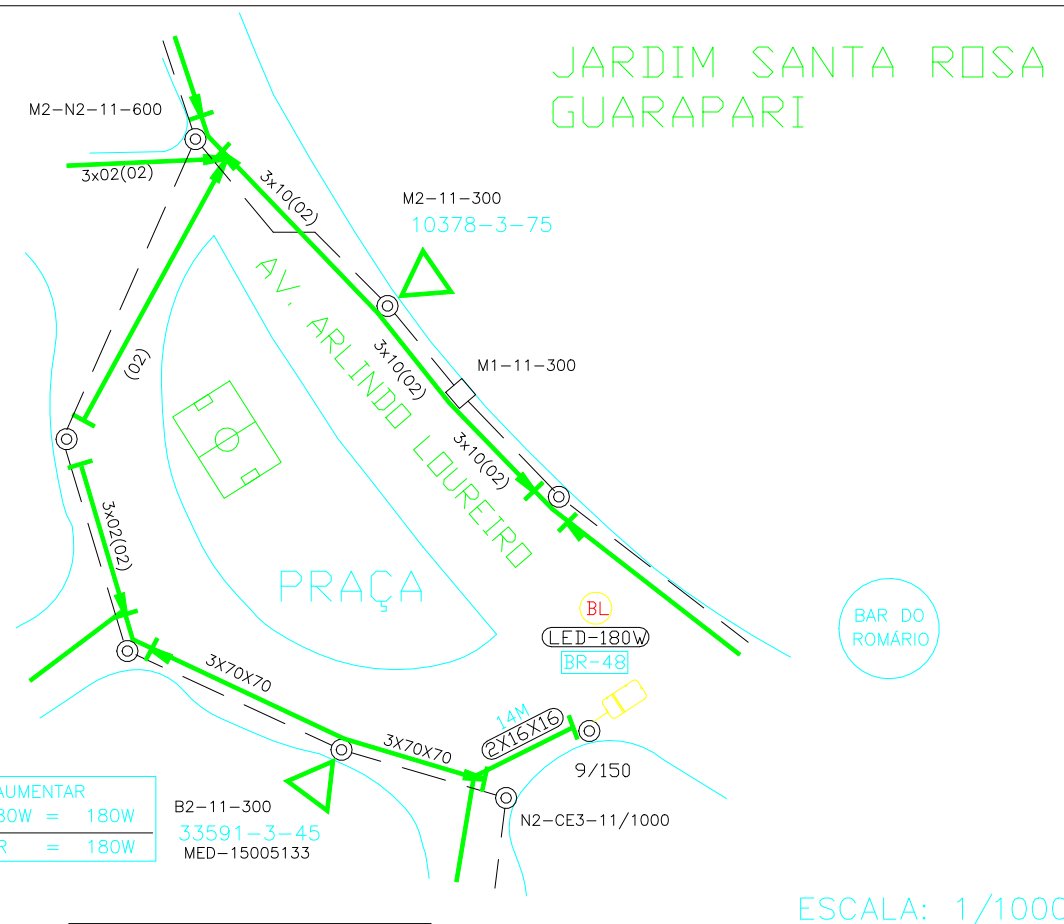 JARDIM SANTA ROSA
GUARAPARI
M2-N2-11-600
3x02(02)
3x10(02)
M2-11-300
10378-3-75
AV. ARLINDO LOUREIRO
3x10(02)
M1-11-300
(02)
3x10(02)
3x02(02)
PRAÇA
BL
LED-180W
BR-48
BAR DO
ROMÁRIO
3X70X70
14M
2X16X16
3X70X70
9/150
AUMENTAR
80W = 180W
R = 180W
B2-11-300
33591-3-45
MED-15005133
N2-CE3-11/1000
ESCALA: 1/1000